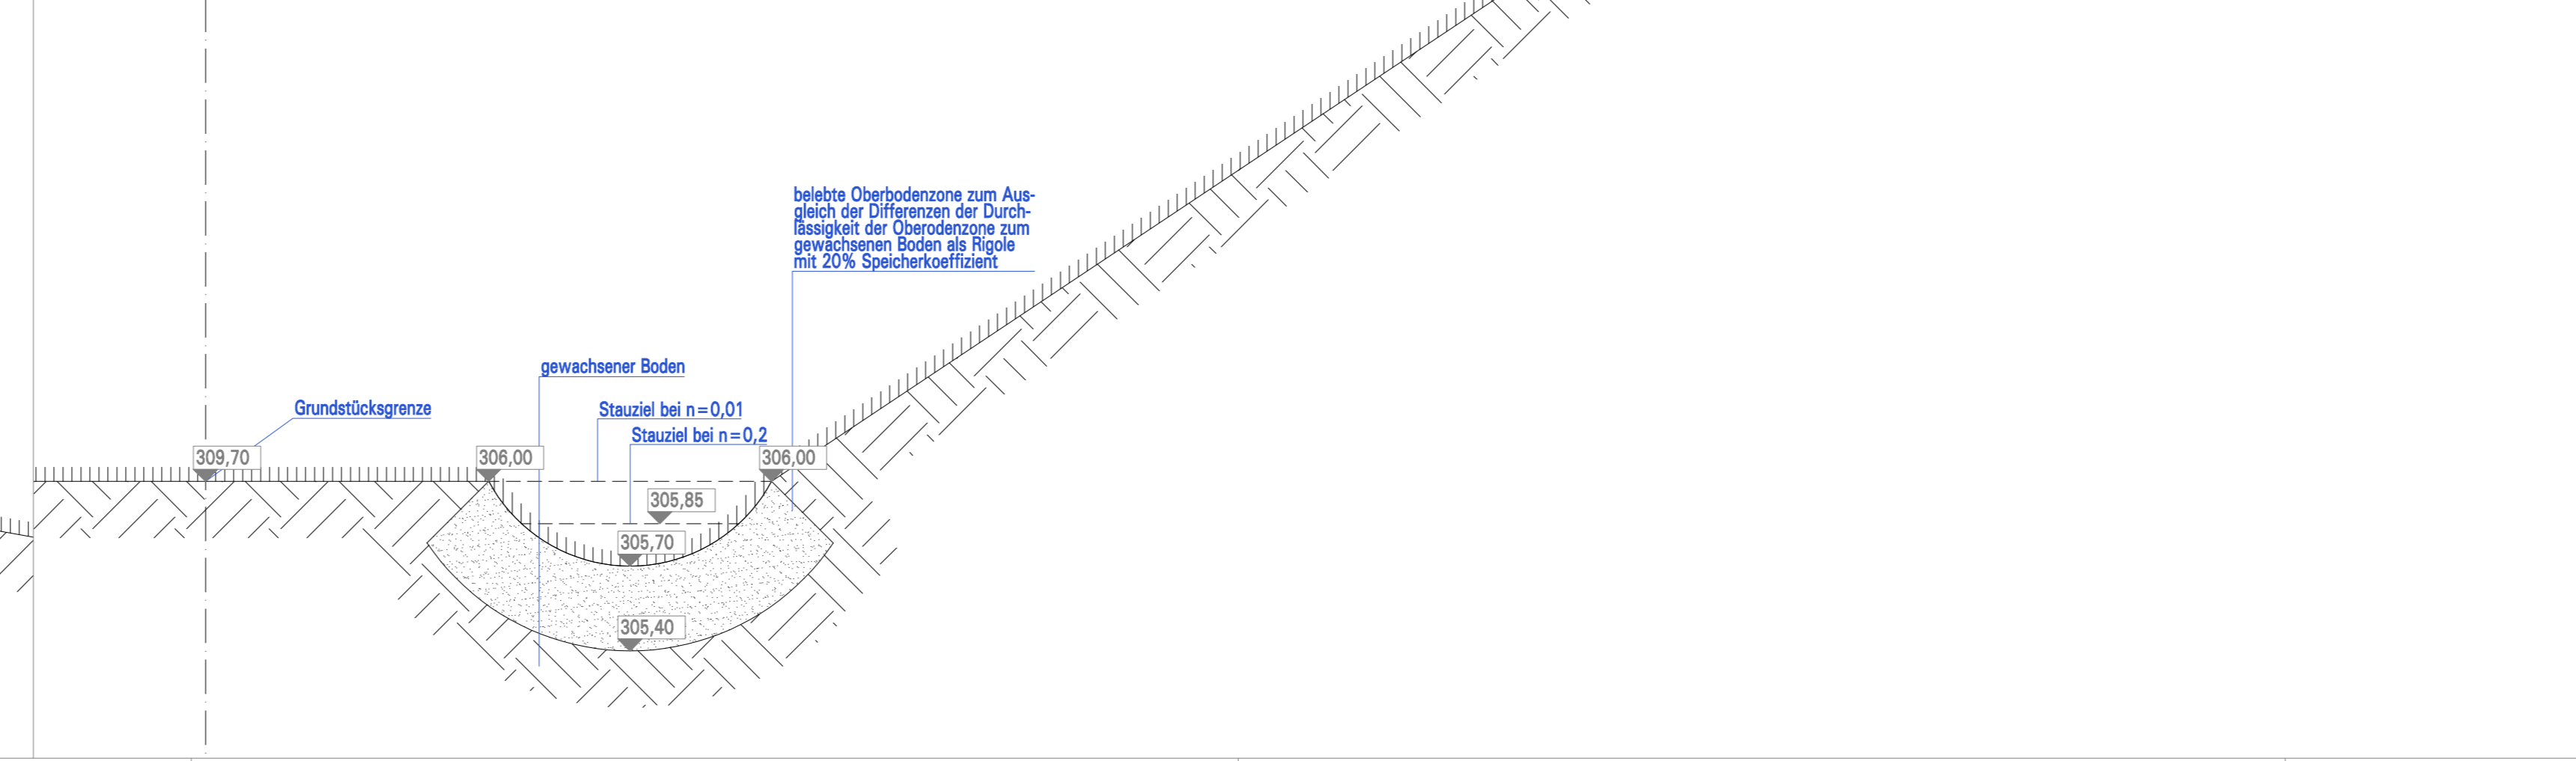 belebte Oberbodenzone zum Aus-
gleich der Differenzen der Durch-
lässigkeit der Oberodenzone zum
gewachsenen Boden als Rigole
mit 20% Speicherkoeffizient
gewachsener Boden
Grundstücksgrenze
Stauziel bei n=0,01
Stauziel bei n=0,2
309,70
306,00
306,00
305,85
305,70
305,40